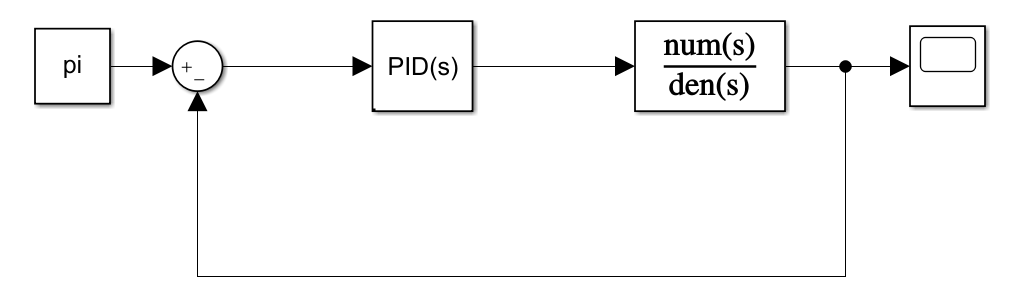 pi
+
_
PID(s)
num(s)
den(s)